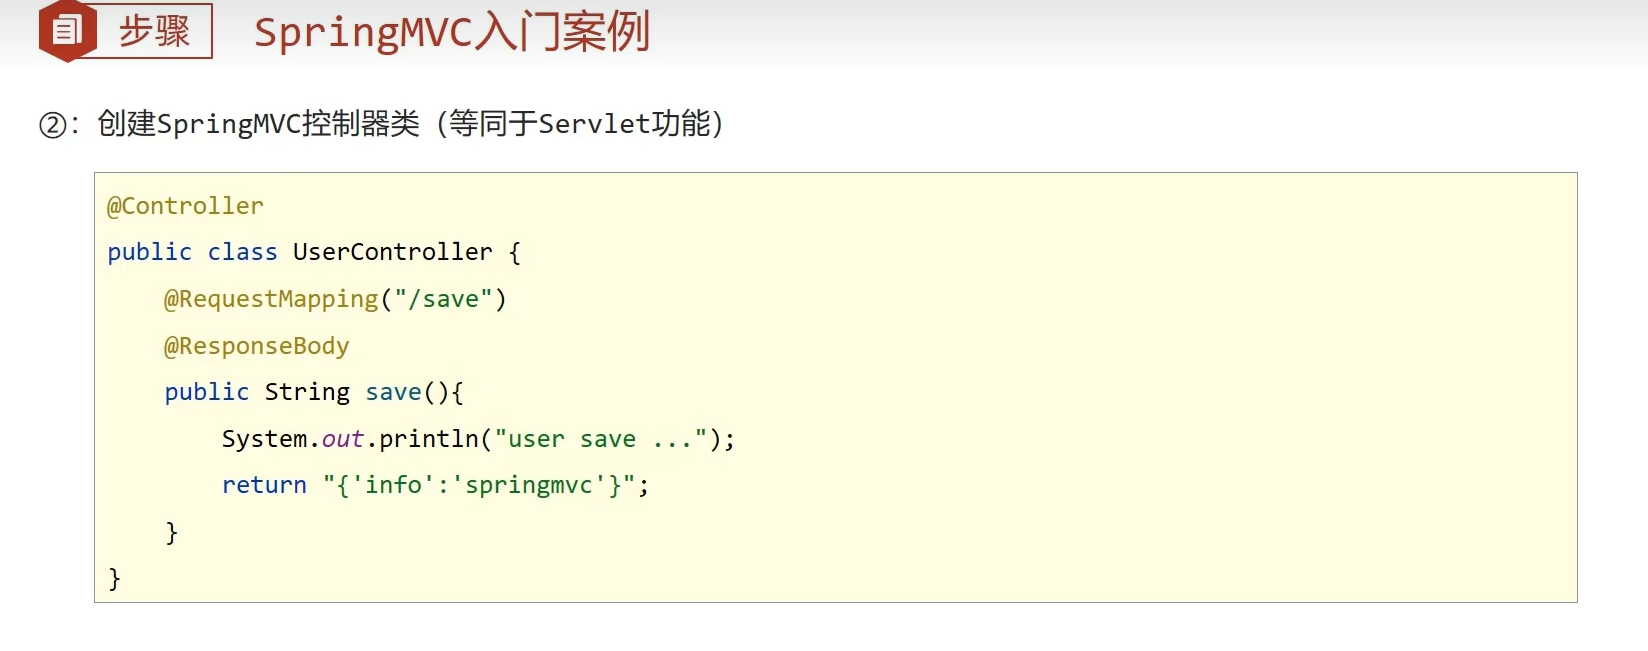 步骤 SpringMVC入门案例
②：创建SpringMVC控制器类（等同于Servlet功能）
@Controller
public class UserController {
    @RequestMapping("/save")
    @ResponseBody
    public String save(){
        System.out.println("user save ...");
        return "{'info':'springmvc'}";
    }
}